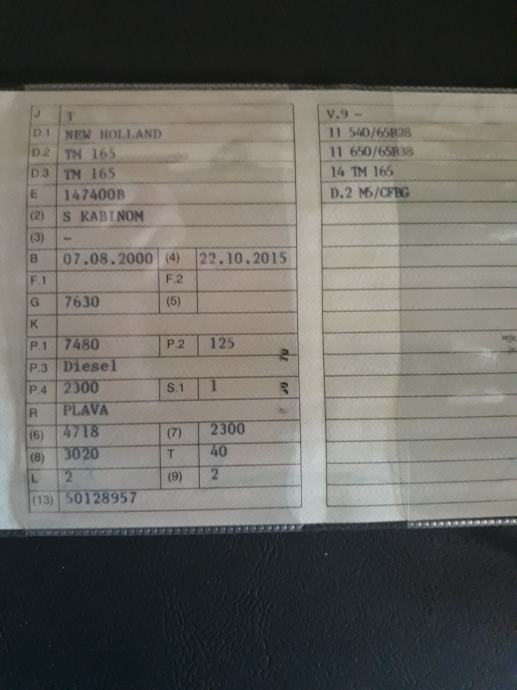 J T
D.1 NEW HOLLAND
D.2 TM 165
D.3 TM 165
E 147400B
(2) S KABINOM
(3) -
B 07.08.2000 (4) 22.10.2015
F.1 F.2
G 7630 (5)
K
P.1 7480 P.2 125
P.3 Diesel
P.4 2300 S.1 1
R PLAVA
(6) 4718 (7) 2300
(8) 3020 T 40
L 2 (9) 2
(13) 50128957
V.9 -
11 540/65R28
11 650/65R38
14 TM 165
D.2 M5/CFBG